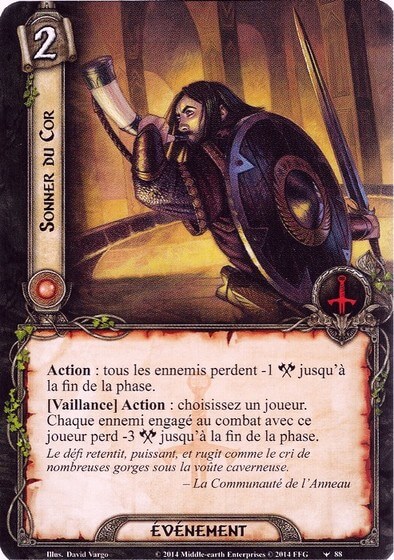 2
SONNER DU COR
Action : tous les ennemis perdent -1 jusqu'à
la fin de la phase.
[Vaillance] Action : choisissez un joueur.
Chaque ennemi engagé au combat avec ce
joueur perd -3 jusqu'à la fin de la phase.
Le défi retentit, puissant, et rugit comme le cri de
nombreuses gorges sous la voûte caverneuse.
– La Communauté de l'Anneau
ÉVÉNEMENT
Illus. David Vargo © 2014 Middle-earth Enterprises © 2014 FFG 88